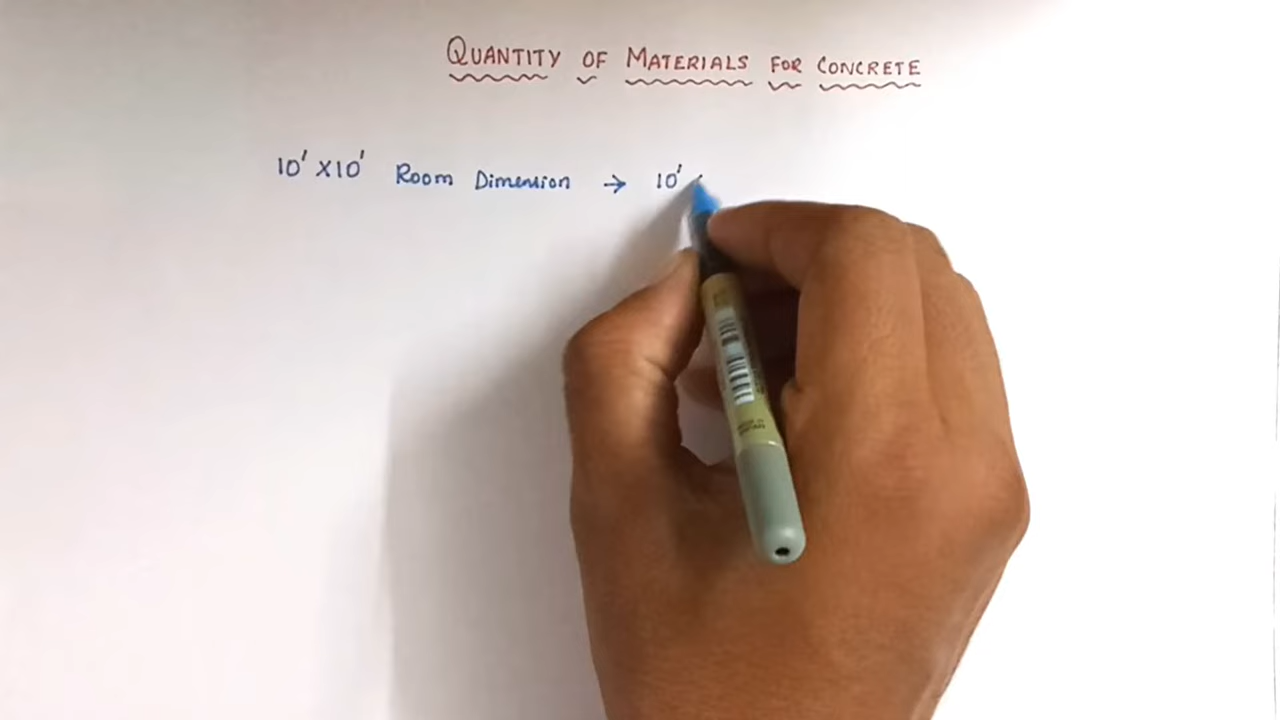 QUANTITY OF MATERIALS FOR CONCRETE
10' X10' Room Dimension → 10'